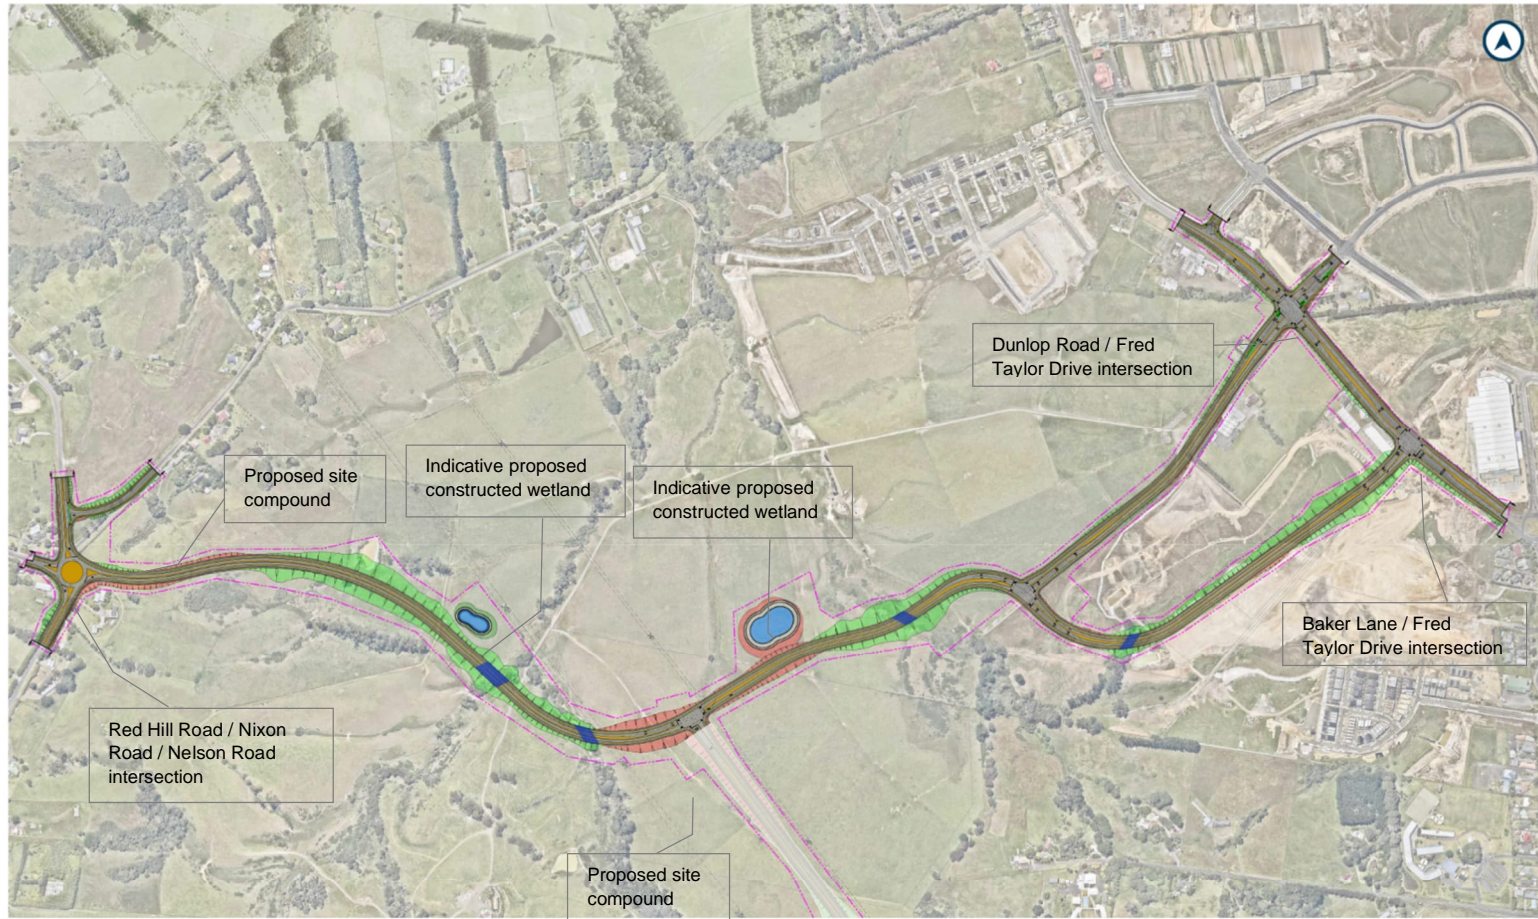 Dunlop Road / Fred
Taylor Drive intersection
Proposed site
compound
Indicative proposed
constructed wetland
Indicative proposed
constructed wetland
Baker Lane / Fred
Taylor Drive intersection
Red Hill Road / Nixon
Road / Nelson Road
intersection
Proposed site
compound